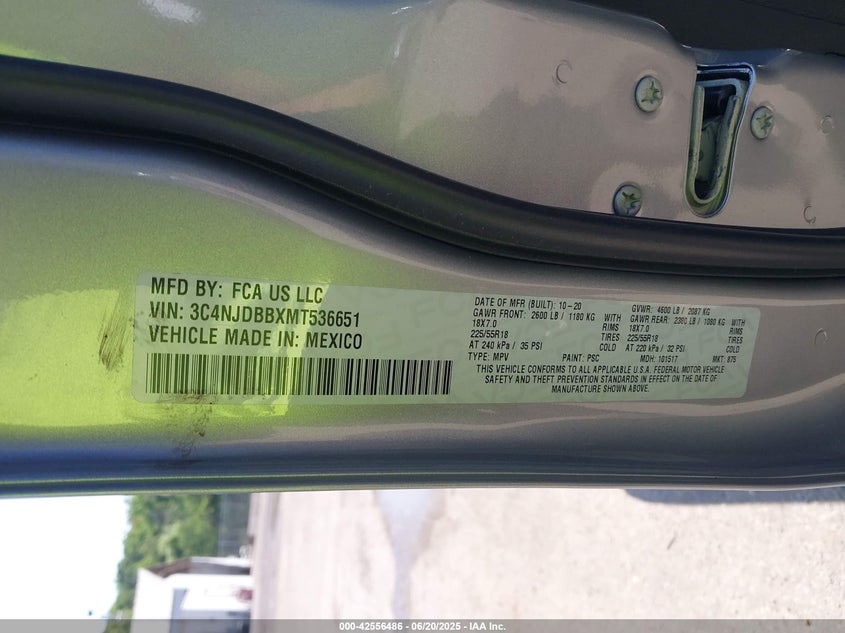 MFD BY: FCA US LLC
VIN: 3C4NJDBBXMT536651
VEHICLE MADE IN: MEXICO
DATE OF MFR (BUILT): 10-20 GVWR: 4600 LB / 2087 KG
GAWR FRONT: 2600 LB / 1180 KG WITH GAWR REAR: 2380 LB / 1080 KG WITH
18X7.0 RIMS 18X7.0 RIMS
225/55R18 TIRES 225/55R18 TIRES
AT 240 kPa / 35 PSI COLD AT 220 kPa / 32 PSI COLD
TYPE: MPV PAINT: PSC MDH: 101517 MKT: 875
THIS VEHICLE CONFORMS TO ALL APPLICABLE U.S.A. FEDERAL MOTOR VEHICLE
SAFETY AND THEFT PREVENTION STANDARDS IN EFFECT ON THE DATE OF
MANUFACTURE SHOWN ABOVE.
000-42556486 - 06/20/2025 - IAA Inc.